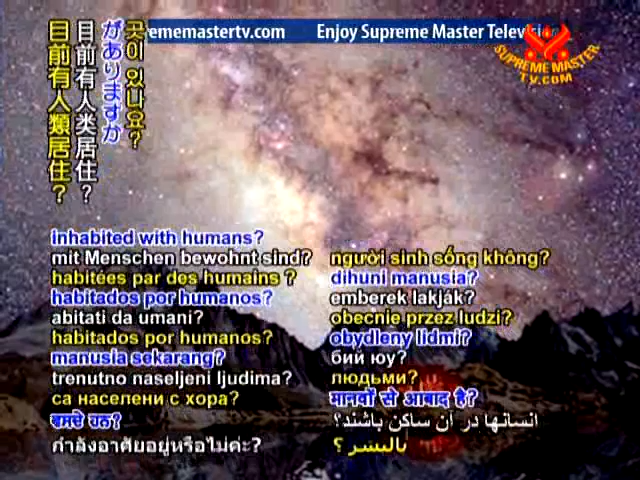 rememastertv.com Enjoy Supreme Master Televisi
SUPREME MASTER
TV.COM
곳이 있나요?
がありますか
目前有人类居住?
目前有人類居住?
inhabited with humans?
mit Menschen bewohnt sind?
habitées par des humains ?
habitados por humanos?
abitati da umani?
habitados por humanos?
manusia sekarang?
trenutno naseljeni ljudima?
са населени с хора?
ਬਸਦੇ ਹਨ?
กำลังอาศัยอยู่หรือไม่คะ?
người sinh sống không?
dihuni manusia?
emberek lakják?
obecnie przez ludzi?
obydleny lidmi?
бий юу?
людьми?
मानवों से आबाद है?
انسانها در آن ساکن باشند؟
بالبشر ؟